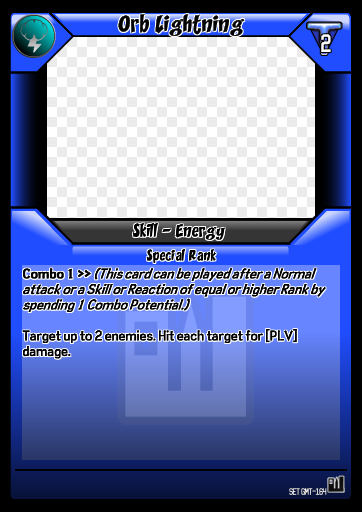 Orb Lightning
2
Skill - Energy
Special Rank
Combo 1 >> (This card can be played after a Normal
attack or a Skill or Reaction of equal or higher Rank by
spending 1 Combo Potential.)
Target up to 2 enemies. Hit each target for [PLV]
damage.
SET GMT-164